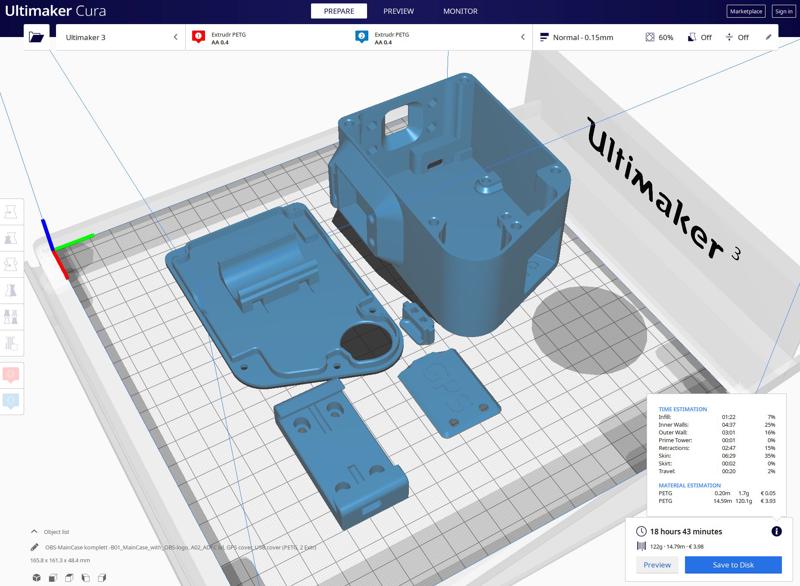 Ultimaker Cura
PREPARE
PREVIEW
MONITOR
Marketplace
Sign in
Ultimaker 3
1
Extrudr PETG
AA 0.4
2
Extrudr PETG
AA 0.4
Normal - 0.15mm
60%
Off
Off
Ultimaker 3
GPS
TIME ESTIMATION
Infill: 01:22 7%
Inner Walls: 04:37 25%
Outer Wall: 03:01 16%
Prime Tower: 00:01 0%
Retractions: 02:47 15%
Skin: 06:29 35%
Skirt: 00:02 0%
Travel: 00:20 2%
MATERIAL ESTIMATION
PETG 0.20m 1.7g € 0.05
PETG 14.59m 120.1g € 3.93
18 hours 43 minutes
122g · 14.79m · € 3.98
Preview
Save to Disk
Object list
OBS-MainCase komplett -B01_MainCase_with_OBS-logo, A02_ADFC lid, GPS cover, USB cover (PETG, 2 Extr)
165.8 x 161.3 x 48.4 mm